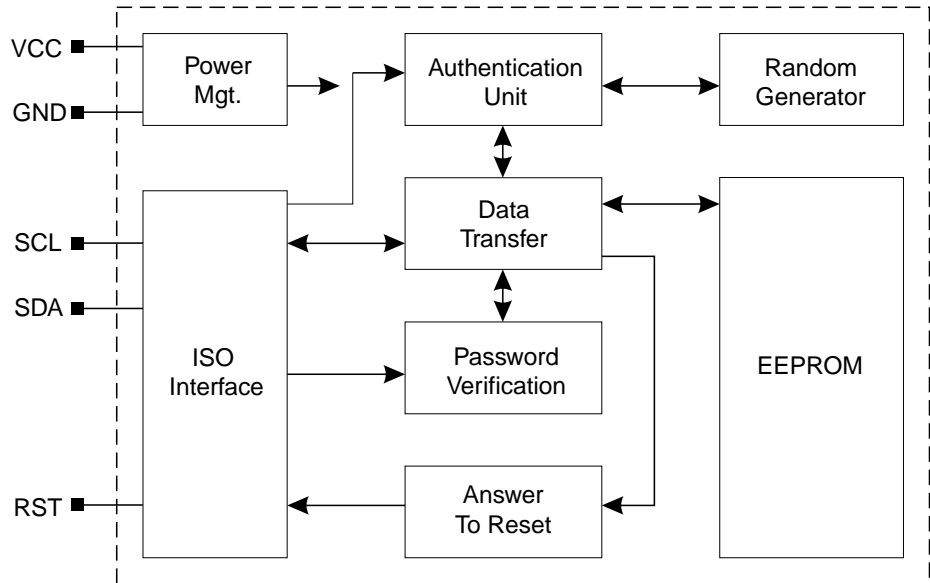 VCC
GND
SCL
SDA
RST
Power
Mgt.
Authentication
Unit
Random
Generator
ISO
Interface
Data
Transfer
Password
Verification
Answer
To Reset
EEPROM